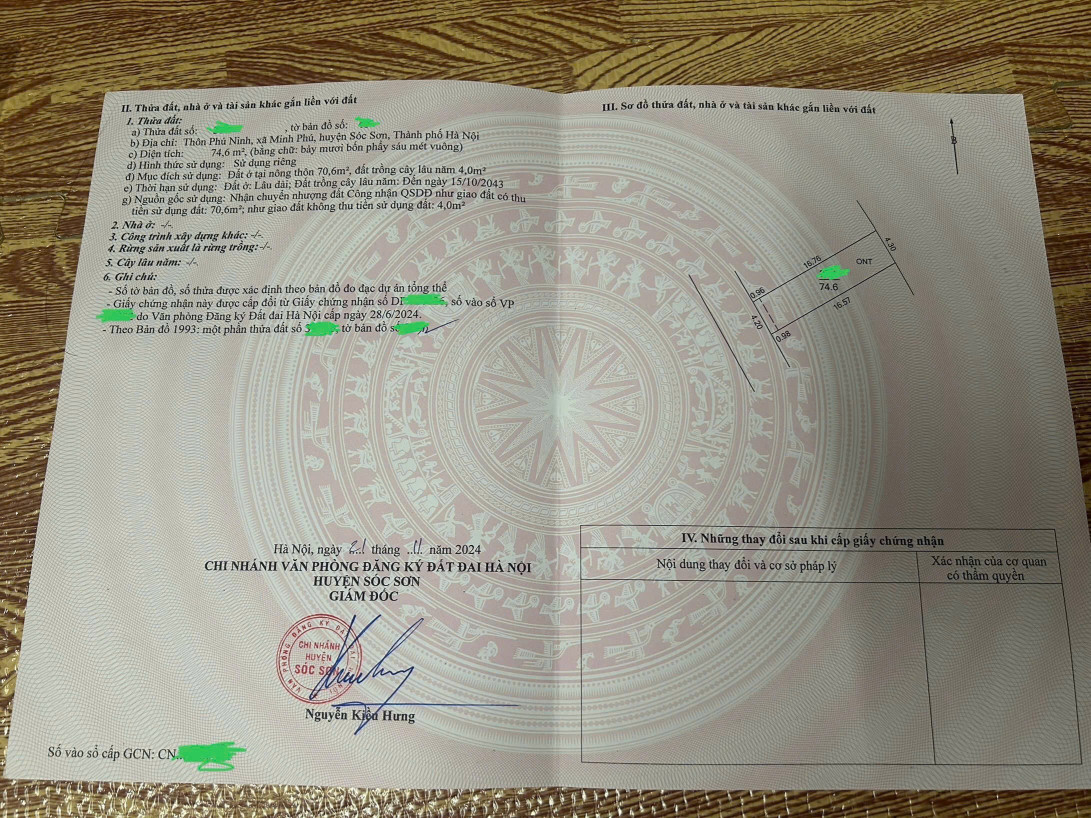 II. Thửa đất, nhà ở và tài sản khác gắn liền với đất
1. Thửa đất:
a) Thửa đất số: , tờ bản đồ số:
b) Địa chỉ: Thôn Phú Ninh, xã Minh Phú, huyện Sóc Sơn, Thành phố Hà Nội
c) Diện tích: 74,6 m², (bằng chữ: bảy mươi bốn phẩy sáu mét vuông)
d) Hình thức sử dụng: Sử dụng riêng
đ) Mục đích sử dụng: Đất ở tại nông thôn 70,6m², đất trồng cây lâu năm 4,0m²
e) Thời hạn sử dụng: Đất ở: Lâu dài; Đất trồng cây lâu năm: Đến ngày 15/10/2043
g) Nguồn gốc sử dụng: Nhận chuyển nhượng đất Công nhận QSDĐ như giao đất có thu
tiền sử dụng đất: 70,6m²; như giao đất không thu tiền sử dụng đất: 4,0m²
2. Nhà ở: -/-.
3. Công trình xây dựng khác: -/-.
4. Rừng sản xuất là rừng trồng: -/-.
5. Cây lâu năm: -/-.
6. Ghi chú:
- Số tờ bản đồ, số thửa được xác định theo bản đồ đo đạc dự án tổng thể
- Giấy chứng nhận này được cấp đổi từ Giấy chứng nhận số , số vào sổ VP
do Văn phòng Đăng ký Đất đai Hà Nội cấp ngày 28/6/2024.
- Theo Bản đồ 1993: một phần thửa đất số 5 , tờ bản đồ số
Hà Nội, ngày 21 tháng 11 năm 2024
CHI NHÁNH VĂN PHÒNG ĐĂNG KÝ ĐẤT ĐAI HÀ NỘI
HUYỆN SÓC SƠN
GIÁM ĐỐC
VĂN PHÒNG ĐĂNG KÝ ĐẤT ĐAI
CHI NHÁNH
HUYỆN
SÓC SƠN
Nguyễn Kiều Hưng
Số vào sổ cấp GCN: CN
III. Sơ đồ thửa đất, nhà ở và tài sản khác gắn liền với đất
B
4.30
16.76
ONT
74.6
0.96
16.57
4.20
0.98
IV. Những thay đổi sau khi cấp giấy chứng nhận
Nội dung thay đổi và cơ sở pháp lý
Xác nhận của cơ quan
có thẩm quyền